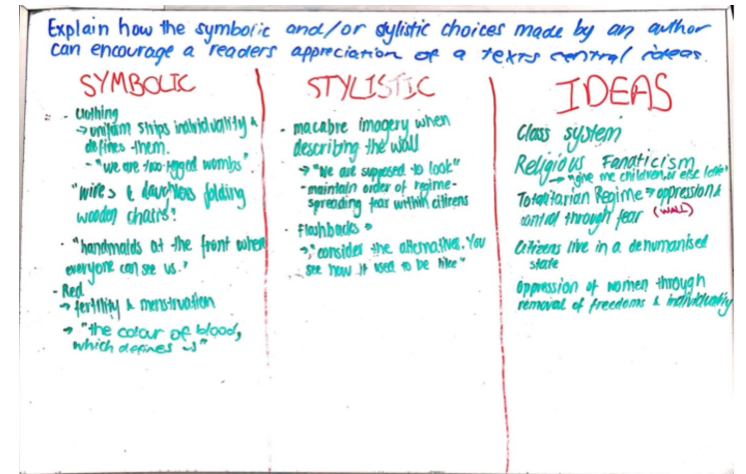 Explain how the symbolic and/or stylistic choices made by an author
can encourage a readers appreciation of a texts central ideas.
SYMBOLIC
- Clothing
→ uniform strips individuality &
defines them.
- "we are two-legged wombs".
"wives & daughters folding
wooden chairs"
- "handmaids at the front when
everyone can see us."
- Red
→ fertility & menstruation
→ "the colour of blood,
which defines us"
STYLISTIC
- macabre imagery when
describing the wall
→ "We are supposed to look"
- maintain order of regime-
spreading fear within citizens
- Flashbacks
→ "consider the alternatives. You
see how it used to be like"
IDEAS
Class system
Religious Fanaticism
→ "give me children, or else I die"
Totalitarian Regime → oppression &
control through fear (WALL)
Citizens live in a dehumanised
state
Oppression of women through
removal of freedoms & individuality